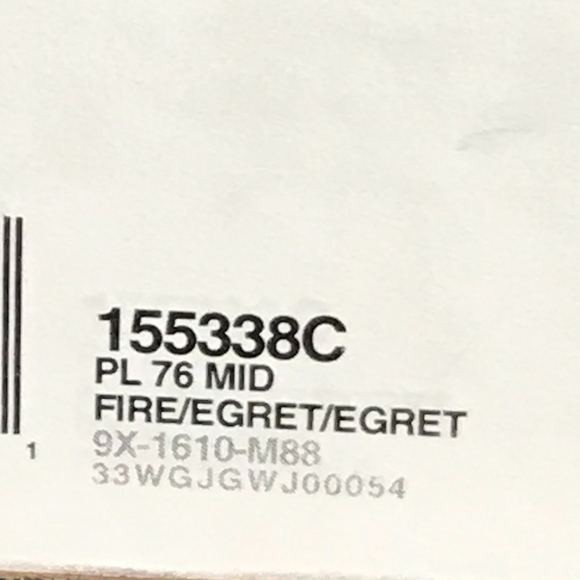 155338C
PL 76 MID
FIRE/EGRET/EGRET
9X-1610-M88
1
33WGJGWJ00054